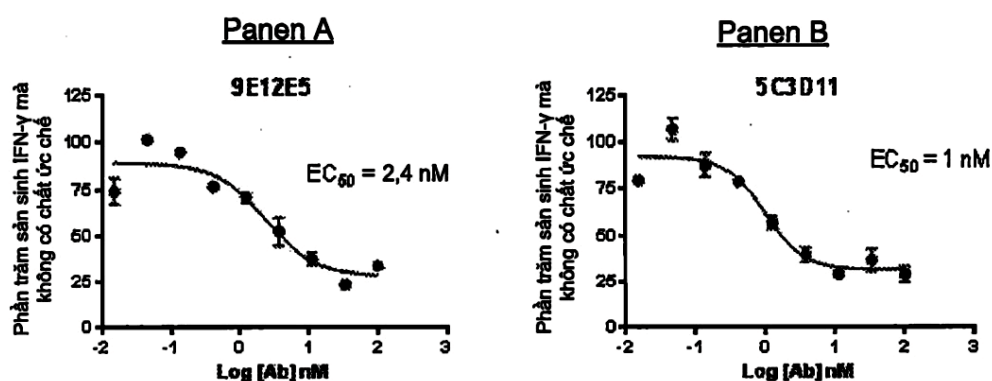 Panen A
9E12E5
Phần trăm sản sinh IFN-γ mà
không có chất ức chế
125
100
75
50
25
0
EC50 = 2,4 nM
-2 -1 0 1 2 3
Log [Ab] nM
Panen B
5C3D11
Phần trăm sản sinh IFN-γ mà
không có chất ức chế
125
100
75
50
25
0
EC50 = 1 nM
-2 -1 0 1 2 3
Log [Ab] nM